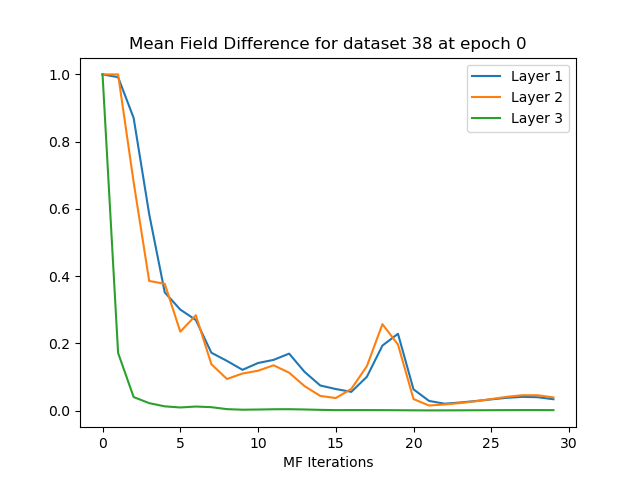 Mean Field Difference for dataset 38 at epoch 0
Layer 1
Layer 2
Layer 3
1.0
0.8
0.6
0.4
0.2
0.0
0 5 10 15 20 25 30
MF Iterations